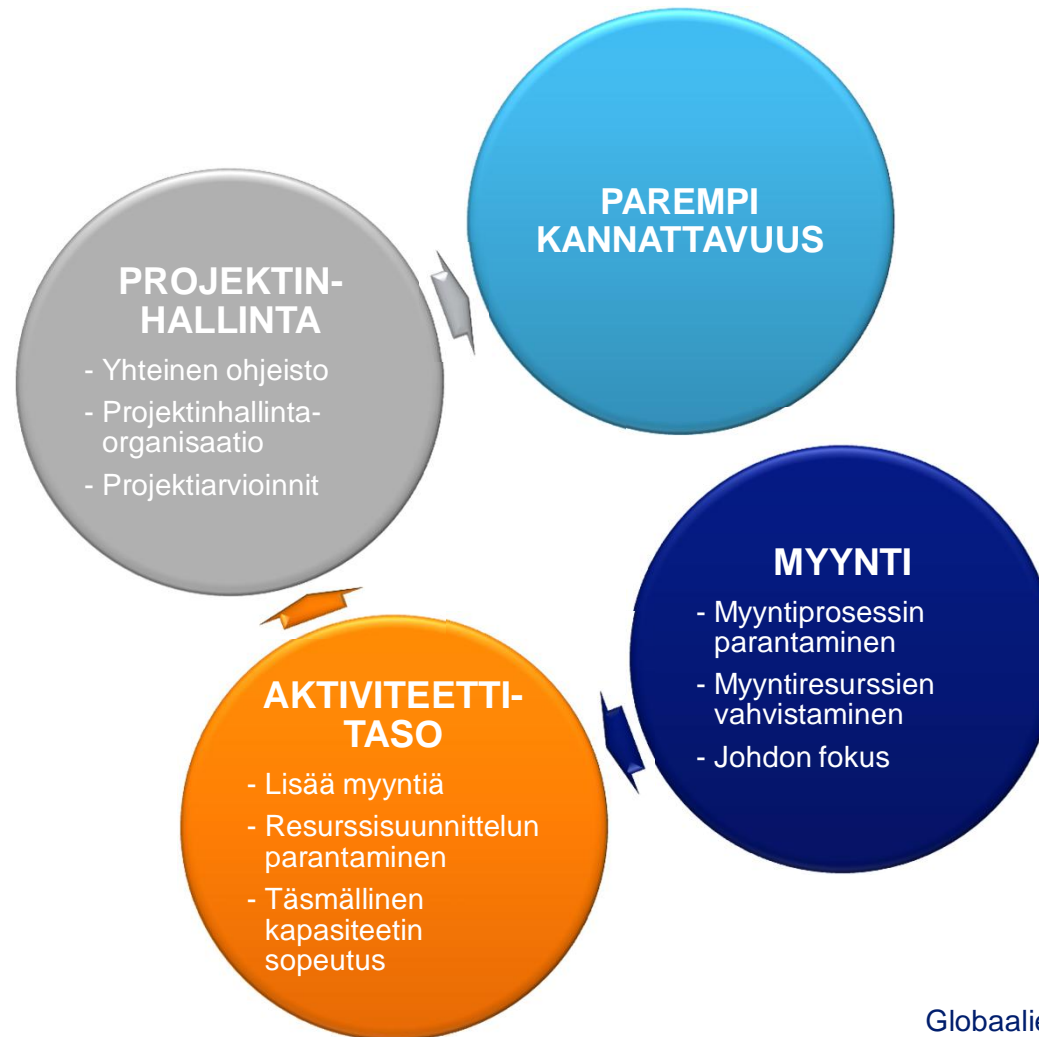 PAREMPI
KANNATTAVUUS
PROJEKTIN-
HALLINTA
- Yhteinen ohjeisto
- Projektinhallinta-
organisaatio
- Projektiarvioinnit
MYYNTI
- Myyntiprosessin
parantaminen
- Myyntiresurssien
vahvistaminen
- Johdon fokus
AKTIVITEETTI-
TASO
- Lisää myyntiä
- Resurssisuunnittelun
parantaminen
- Täsmällinen
kapasiteetin
sopeutus